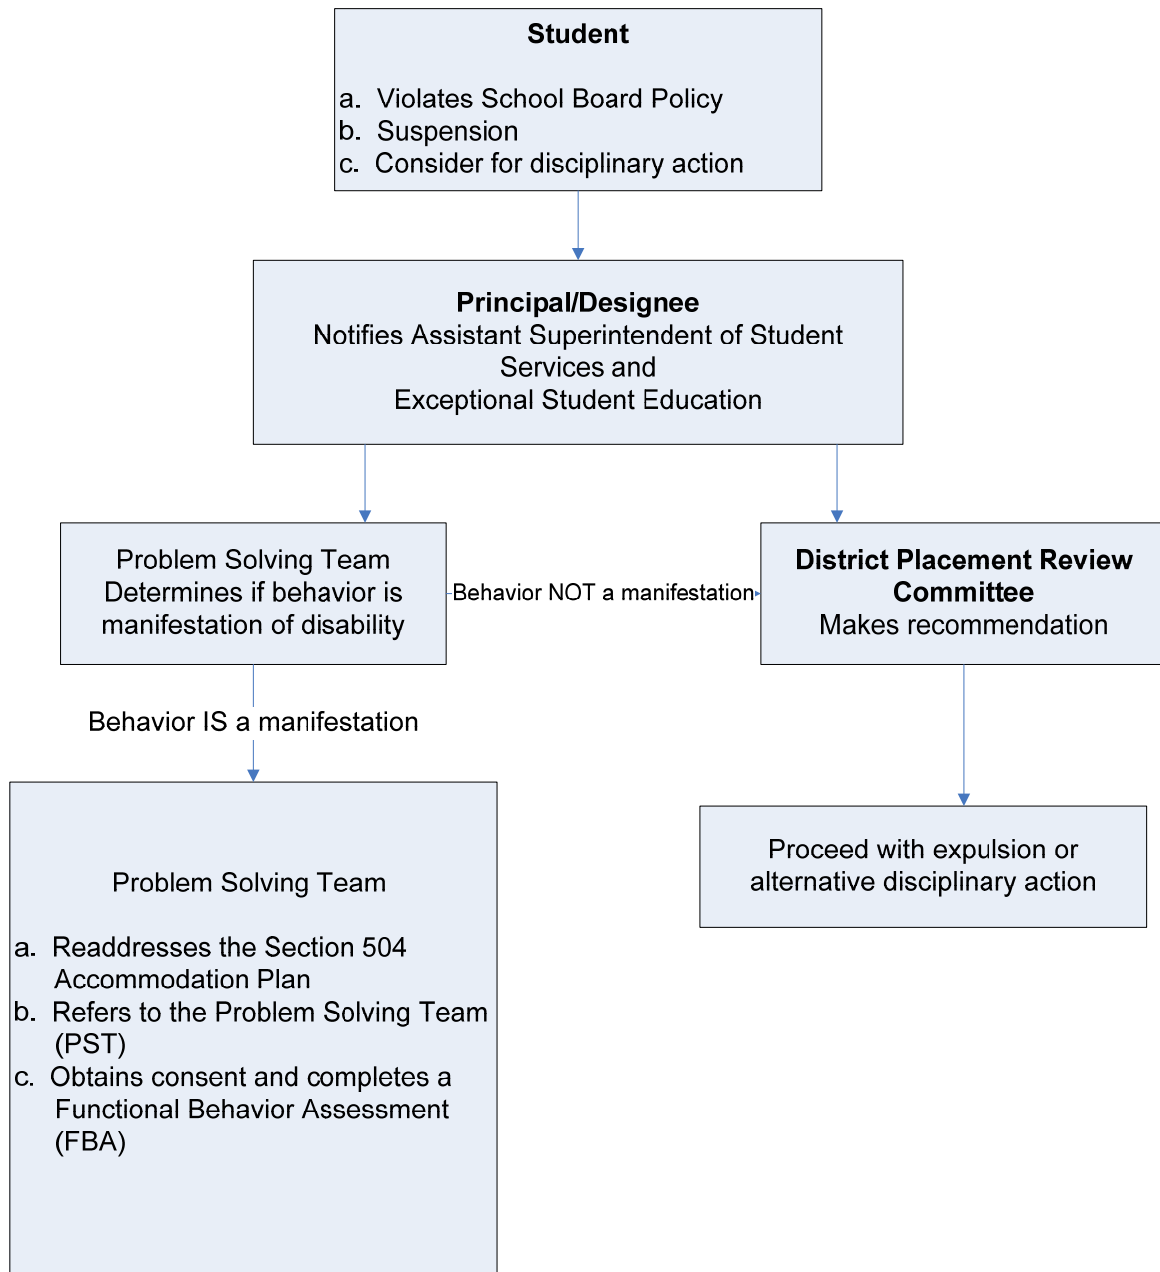 Student
a. Violates School Board Policy
b. Suspension
c. Consider for disciplinary action
Principal/Designee
Notifies Assistant Superintendent of Student
Services and
Exceptional Student Education
Problem Solving Team
Determines if behavior is
manifestation of disability
Behavior NOT a manifestation
District Placement Review
Committee
Makes recommendation
Behavior IS a manifestation
Problem Solving Team
a. Readdresses the Section 504
Accommodation Plan
b. Refers to the Problem Solving Team
(PST)
c. Obtains consent and completes a
Functional Behavior Assessment
(FBA)
Proceed with expulsion or
alternative disciplinary action